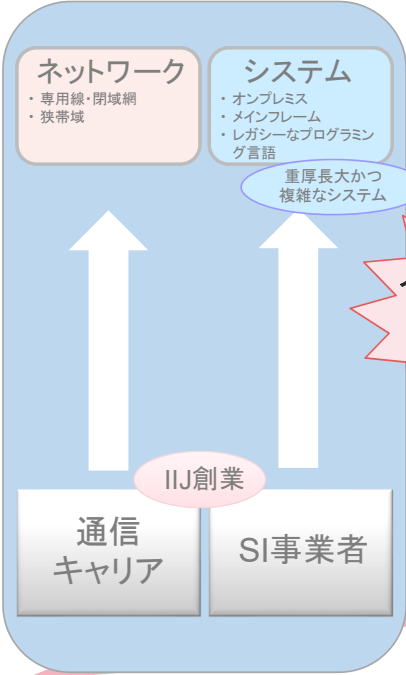 ネットワーク
・ 専用線・閉域網
・ 狭帯域
システム
・ オンプレミス
・ メインフレーム
・ レガシーなプログラミン
グ言語
重厚長大かつ
複雑なシステム
IIJ創業
通信
キャリア
SI事業者